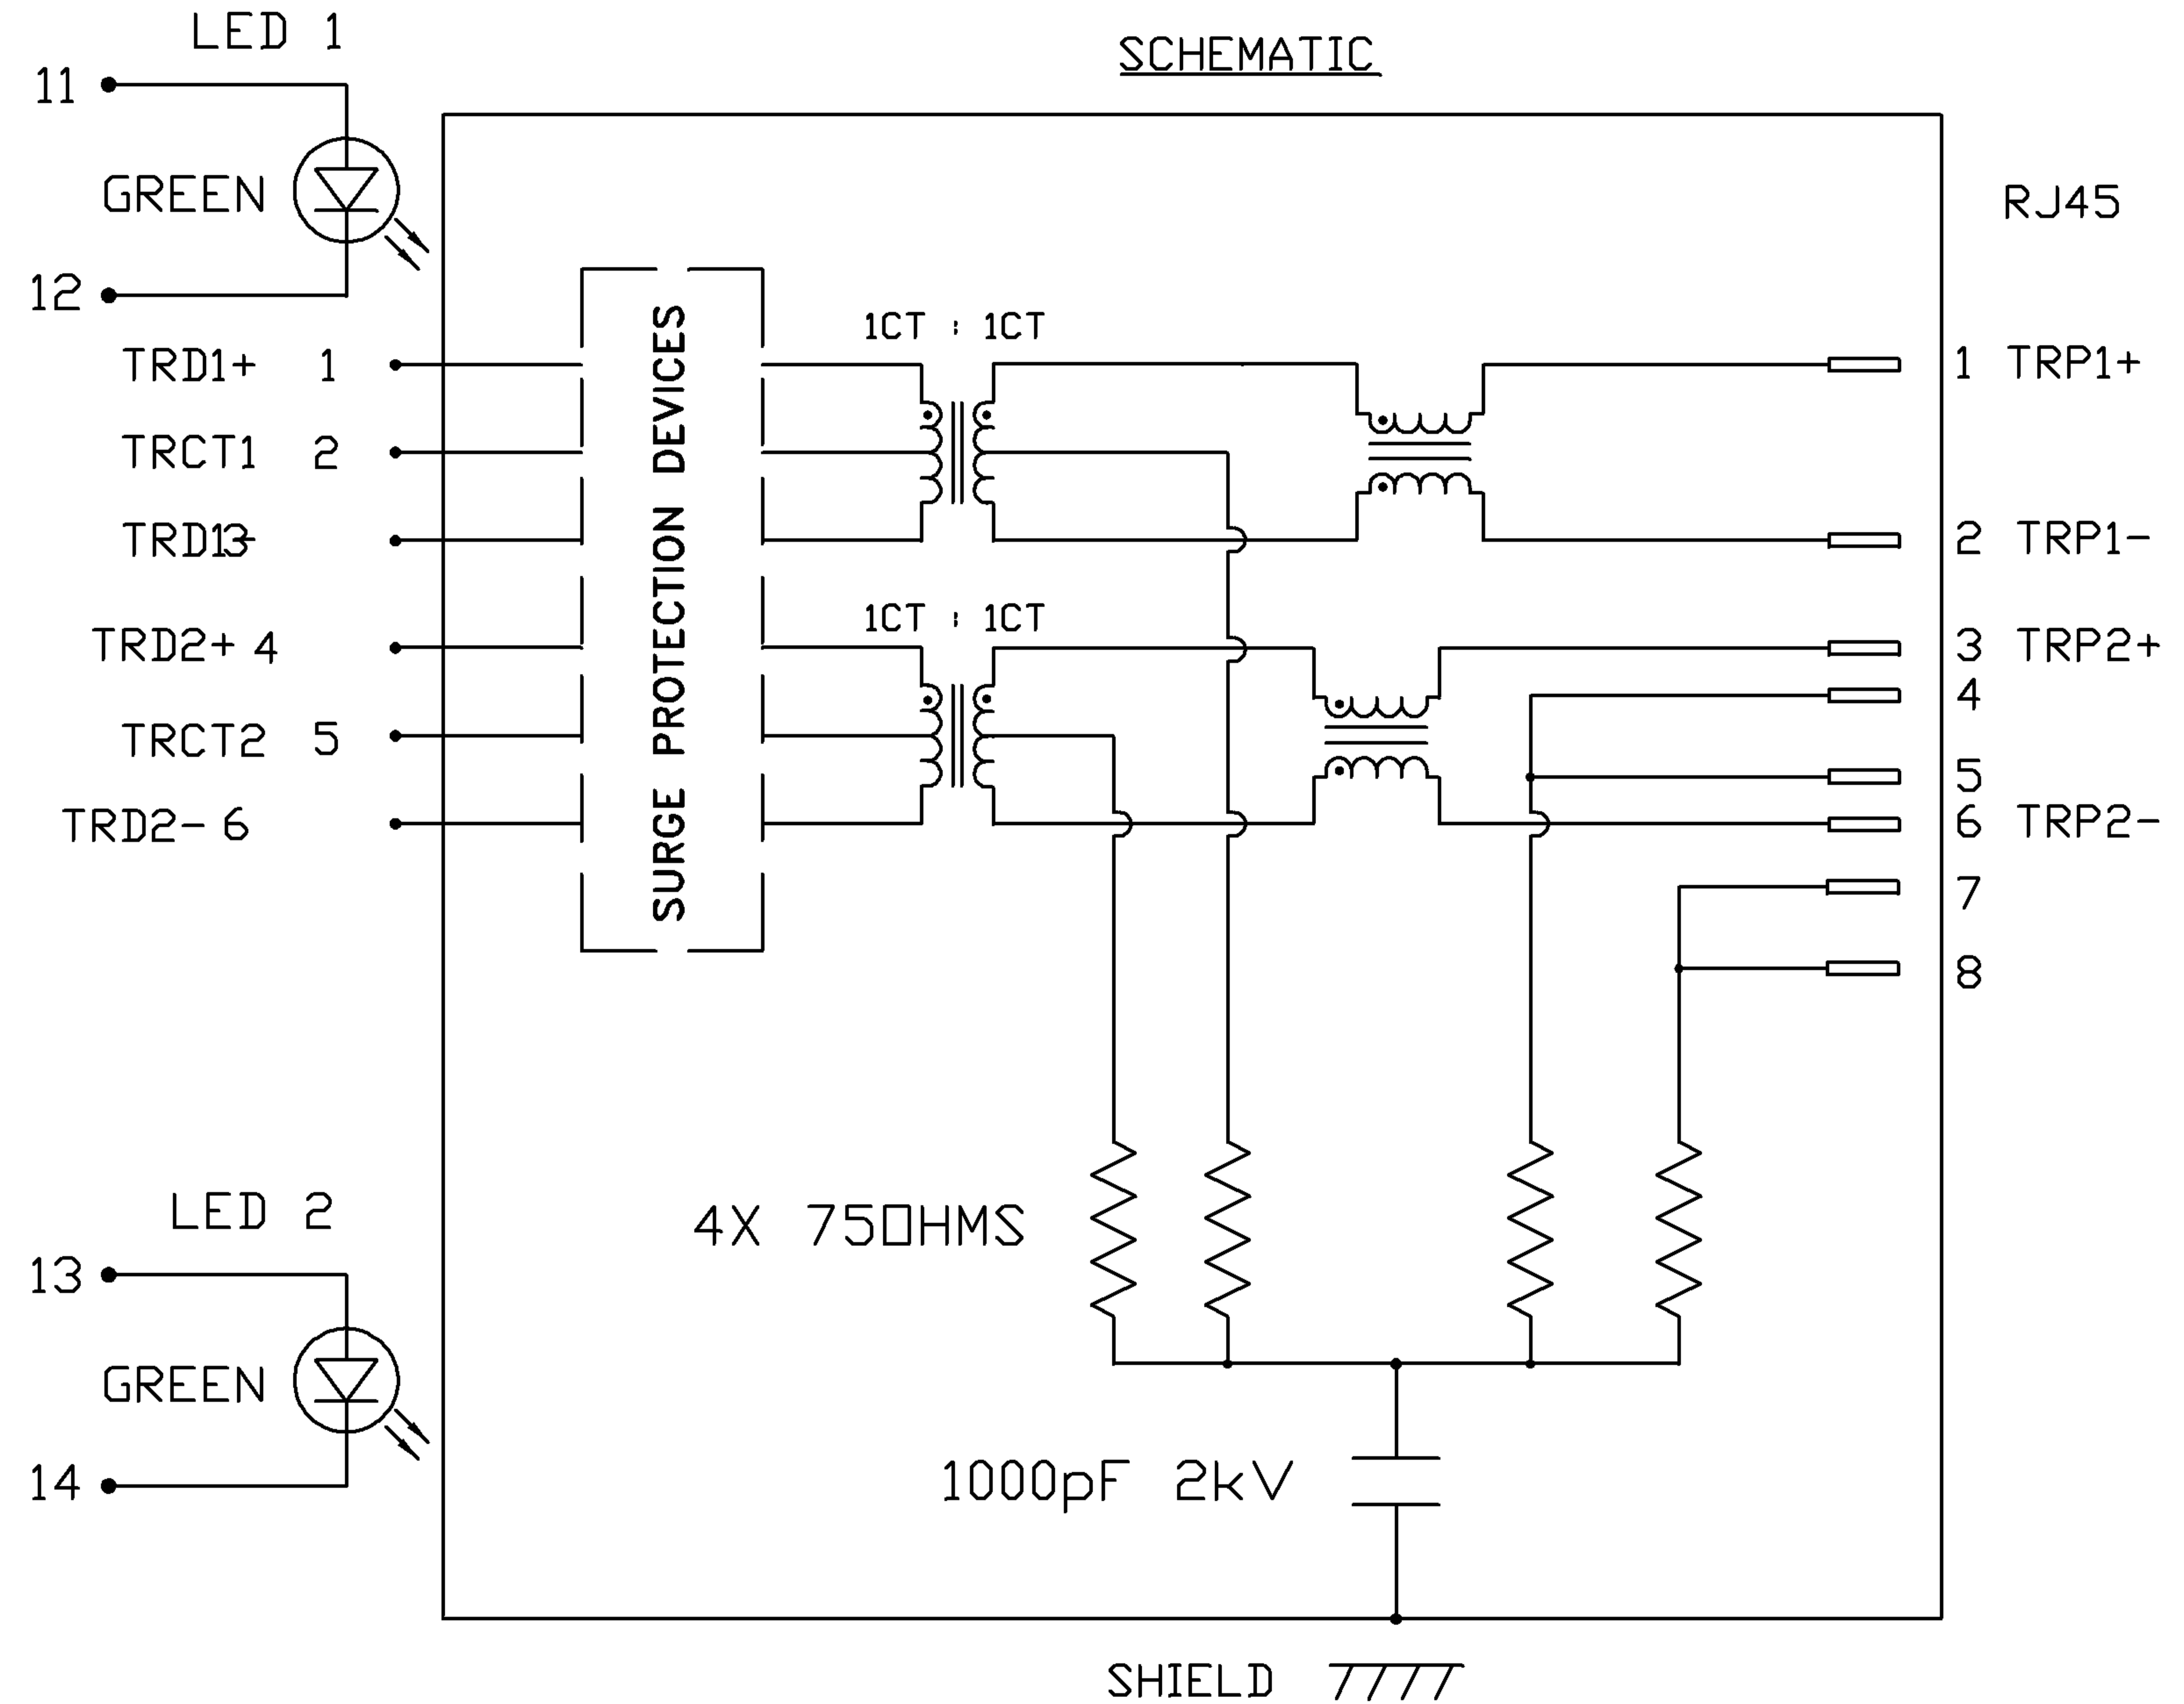 SCHEMATIC
LED 1
11
GREEN
12
TRD1+ 1
TRCT1 2
TRD1- 3
TRD2+ 4
TRCT2 5
TRD2- 6
SURGE PROTECTION DEVICES
1CT : 1CT
1CT : 1CT
RJ45
1 TRP1+
2 TRP1-
3 TRP2+
4
5
6 TRP2-
7
8
4X 75OHMS
LED 2
13
GREEN
14
1000pF 2kV
SHIELD